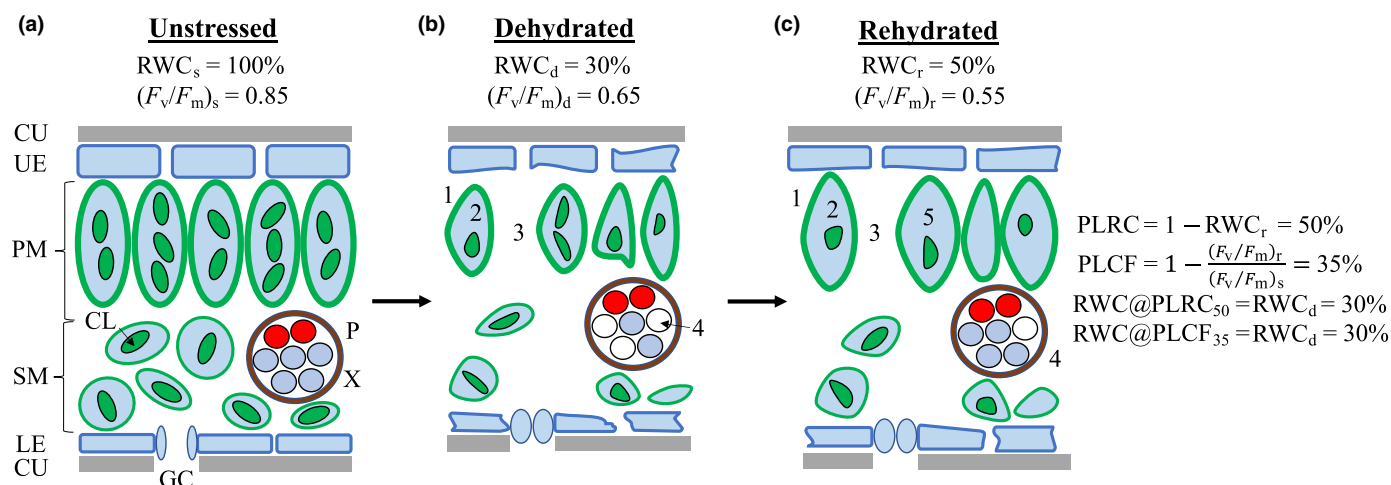 (a)
Unstressed
RWCs = 100%
(Fv/Fm)s = 0.85
CU
UE
PM
CL
SM
P
X
LE
CU
GC
(b)
Dehydrated
RWCd = 30%
(Fv/Fm)d = 0.65
1
2
3
4
(c)
Rehydrated
RWCr = 50%
(Fv/Fm)r = 0.55
1
2
3
5
4
PLRC = 1 − RWCr = 50%
PLCF = 1 − (Fv/Fm)r / (Fv/Fm)s = 35%
RWC@PLRC50 = RWCd = 30%
RWC@PLCF35 = RWCd = 30%